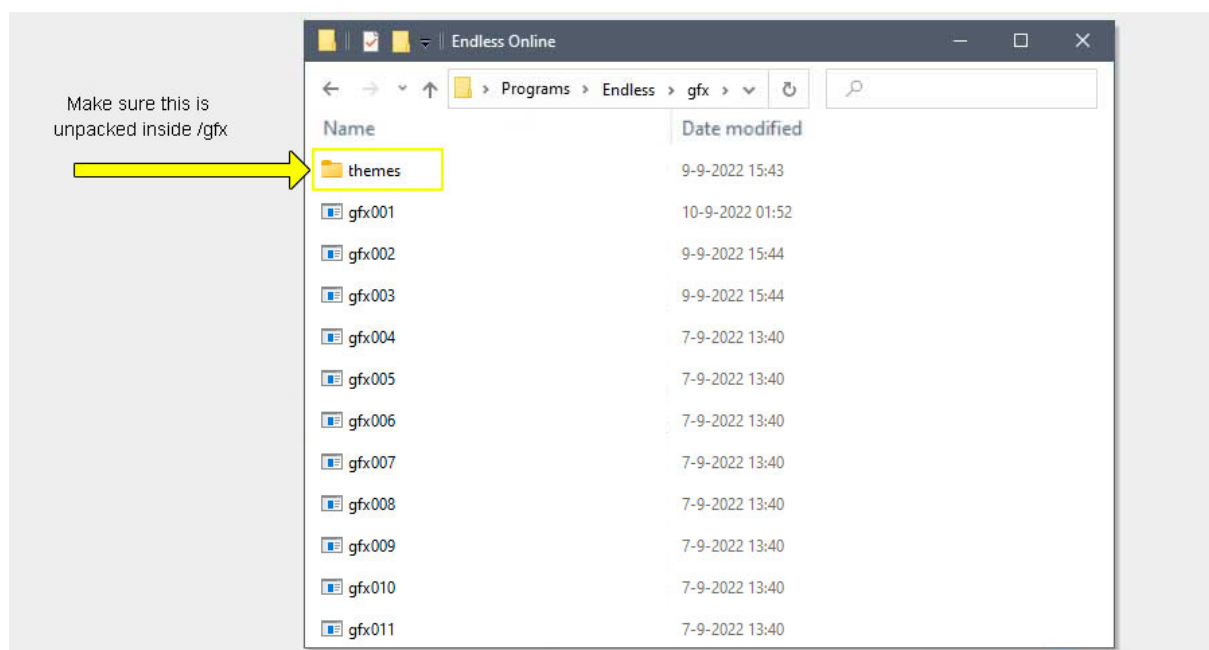 Endless Online
Make sure this is
unpacked inside /gfx
Programs > Endless > gfx >
Name Date modified
themes 9-9-2022 15:43
gfx001 10-9-2022 01:52
gfx002 9-9-2022 15:44
gfx003 9-9-2022 15:44
gfx004 7-9-2022 13:40
gfx005 7-9-2022 13:40
gfx006 7-9-2022 13:40
gfx007 7-9-2022 13:40
gfx008 7-9-2022 13:40
gfx009 7-9-2022 13:40
gfx010 7-9-2022 13:40
gfx011 7-9-2022 13:40